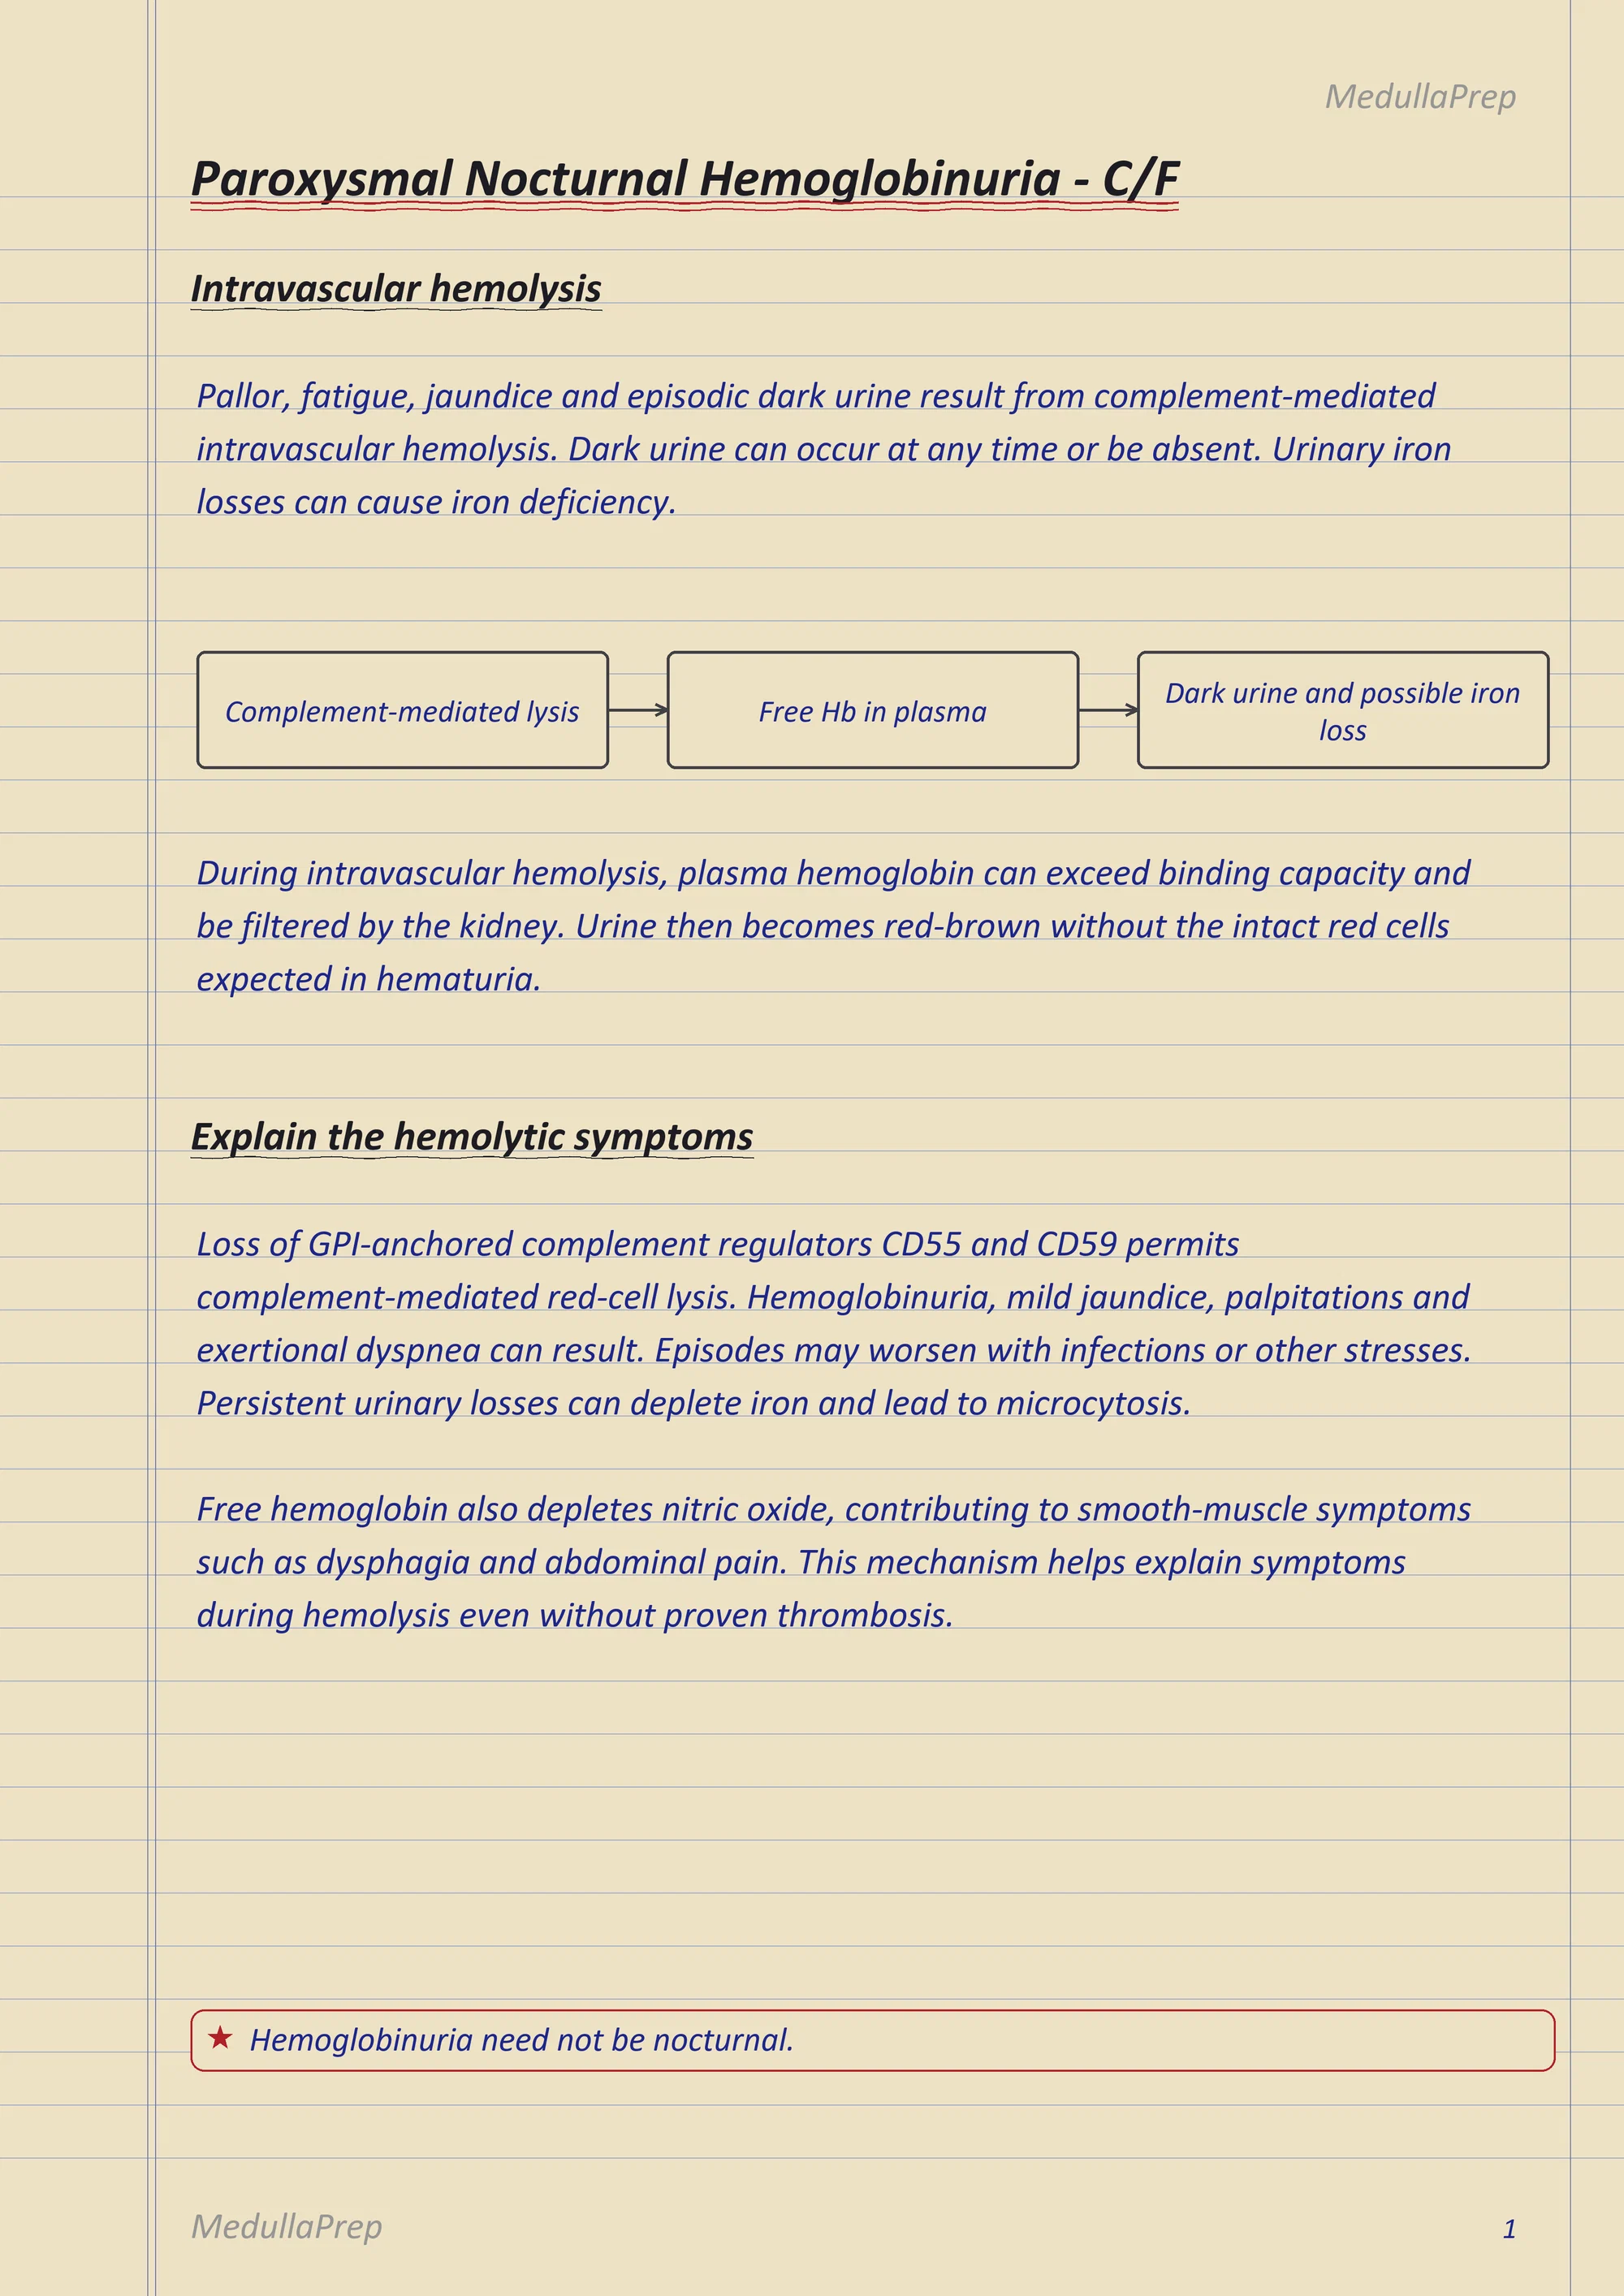 MedullaPrep
Paroxysmal Nocturnal Hemoglobinuria - C/F
Intravascular hemolysis
Pallor, fatigue, jaundice and episodic dark urine result from complement-mediated
intravascular hemolysis. Dark urine can occur at any time or be absent. Urinary iron
losses can cause iron deficiency.
Complement-mediated lysis
Free Hb in plasma
Dark urine and possible iron
loss
During intravascular hemolysis, plasma hemoglobin can exceed binding capacity and
be filtered by the kidney. Urine then becomes red-brown without the intact red cells
expected in hematuria.
Explain the hemolytic symptoms
Loss of GPI-anchored complement regulators CD55 and CD59 permits
complement-mediated red-cell lysis. Hemoglobinuria, mild jaundice, palpitations and
exertional dyspnea can result. Episodes may worsen with infections or other stresses.
Persistent urinary losses can deplete iron and lead to microcytosis.
Free hemoglobin also depletes nitric oxide, contributing to smooth-muscle symptoms
such as dysphagia and abdominal pain. This mechanism helps explain symptoms
during hemolysis even without proven thrombosis.
★ Hemoglobinuria need not be nocturnal.
MedullaPrep
1